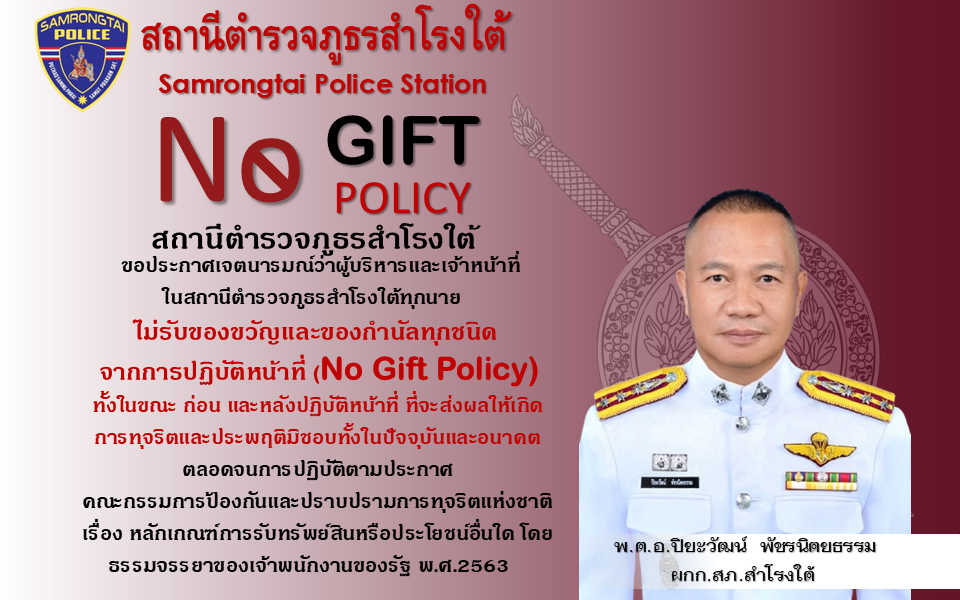 SAMRONGTAI
POLICE
สถานีตำรวจภูธรสำโรงใต้
Samrongtai Police Station
No GIFT
POLICY
สถานีตำรวจภูธรสำโรงใต้
ขอประกาศเจตนารมณ์ว่าผู้บริหารและเจ้าหน้าที่
ในสถานีตำรวจภูธรสำโรงใต้ทุกนาย
ไม่รับของขวัญและของกำนัลทุกชนิด
จากการปฏิบัติหน้าที่ (No Gift Policy)
ทั้งในขณะ ก่อน และหลังปฏิบัติหน้าที่ ที่จะส่งผลให้เกิด
การทุจริตและประพฤติมิชอบทั้งในปัจจุบันและอนาคต
ตลอดจนการปฏิบัติตามประกาศ
คณะกรรมการป้องกันและปราบปรามการทุจริตแห่งชาติ
เรื่อง หลักเกณฑ์การรับทรัพย์สินหรือประโยชน์อื่นใด โดย
ธรรมจรรยาของเจ้าพนักงานของรัฐ พ.ศ.2563
พ.ต.อ.ปิยะวัฒน์ พัชรนิตยธรรม
ผกก.สภ.สำโรงใต้